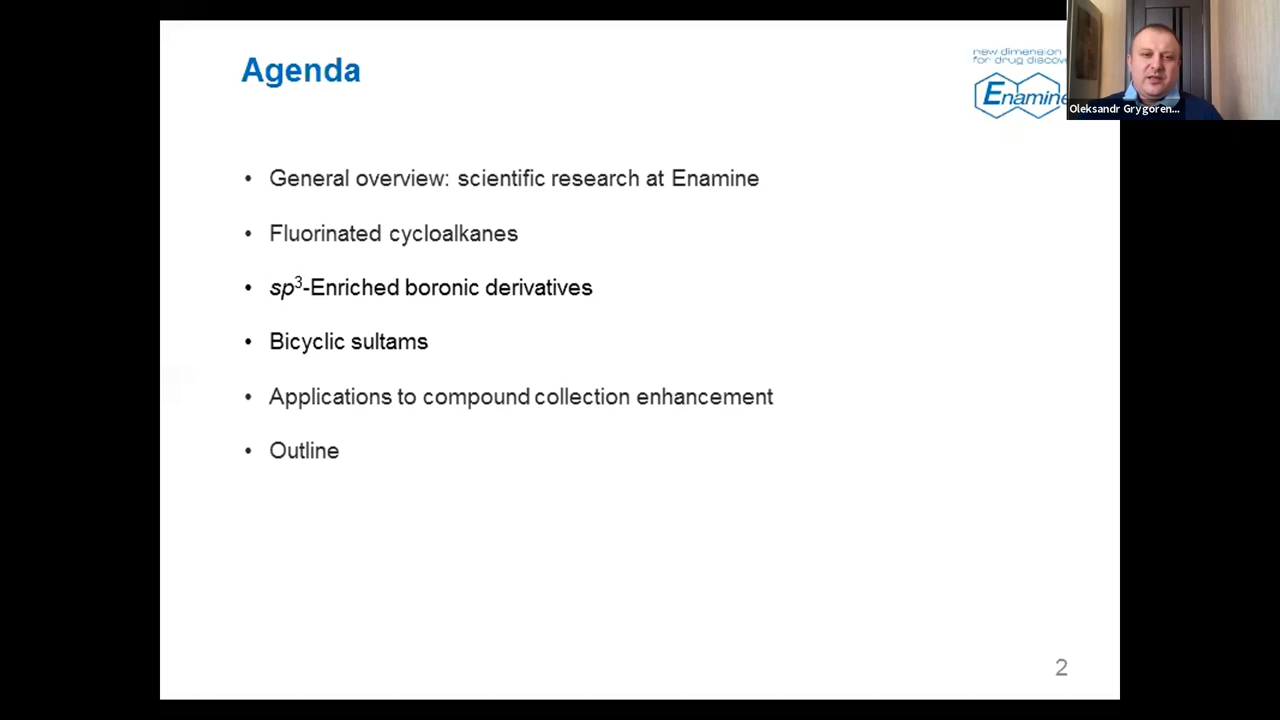 Agenda
new dimension
for drug discove
Enamine
Oleksandr Grygoren...
• General overview: scientific research at Enamine
• Fluorinated cycloalkanes
• sp³-Enriched boronic derivatives
• Bicyclic sultams
• Applications to compound collection enhancement
• Outline
2